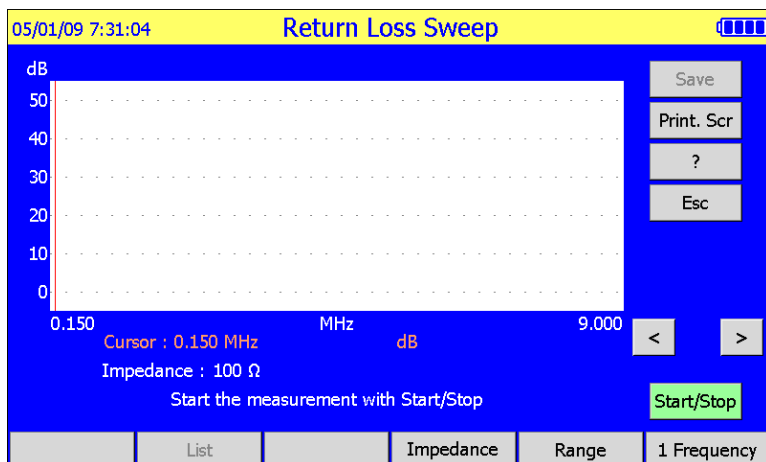 05/01/09 7:31:04 Return Loss Sweep
dB
50
40
30
20
10
0
0.150 MHz 9.000
Cursor : 0.150 MHz dB
Impedance : 100 Ω
Start the measurement with Start/Stop
Save
Print. Scr
?
Esc
< >
Start/Stop
List Impedance Range 1 Frequency